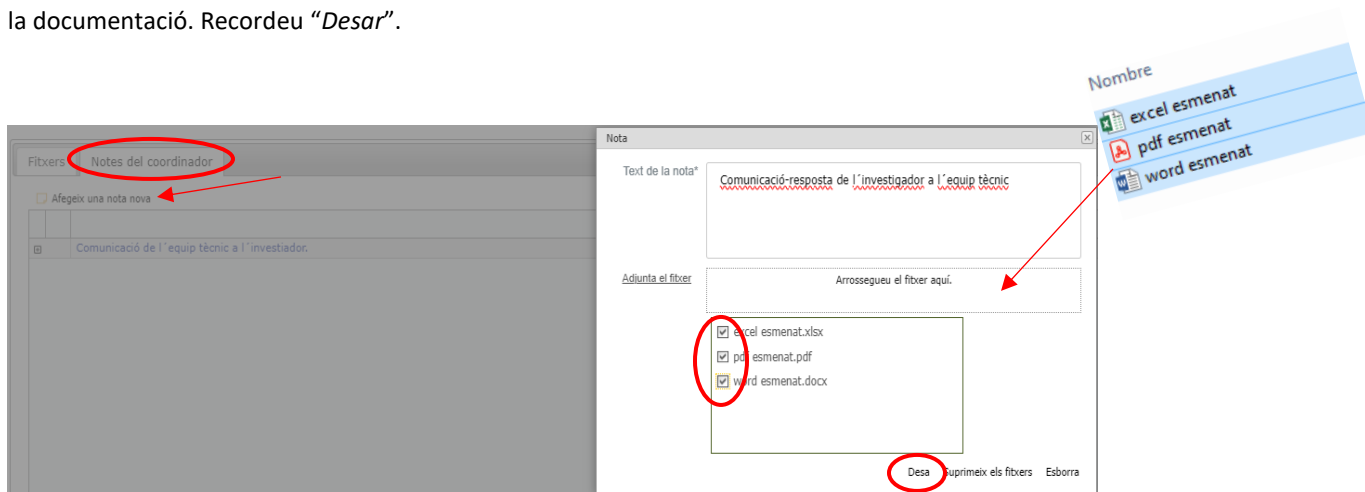 la documentació. Recordeu “Desar”.
Nombre
excel esmenat
pdf esmenat
word esmenat
Fitxers Notes del coordinador
Afegeix una nota nova
Comunicació de l´equip tècnic a l´investiador.
Nota
Text de la nota*
Comunicació-resposta de l´investigador a l´equip tècnic
Adjunta el fitxer
Arrossegueu el fitxer aquí.
excel esmenat.xlsx
pdf esmenat.pdf
word esmenat.docx
Desa Suprimeix els fitxers Esborra